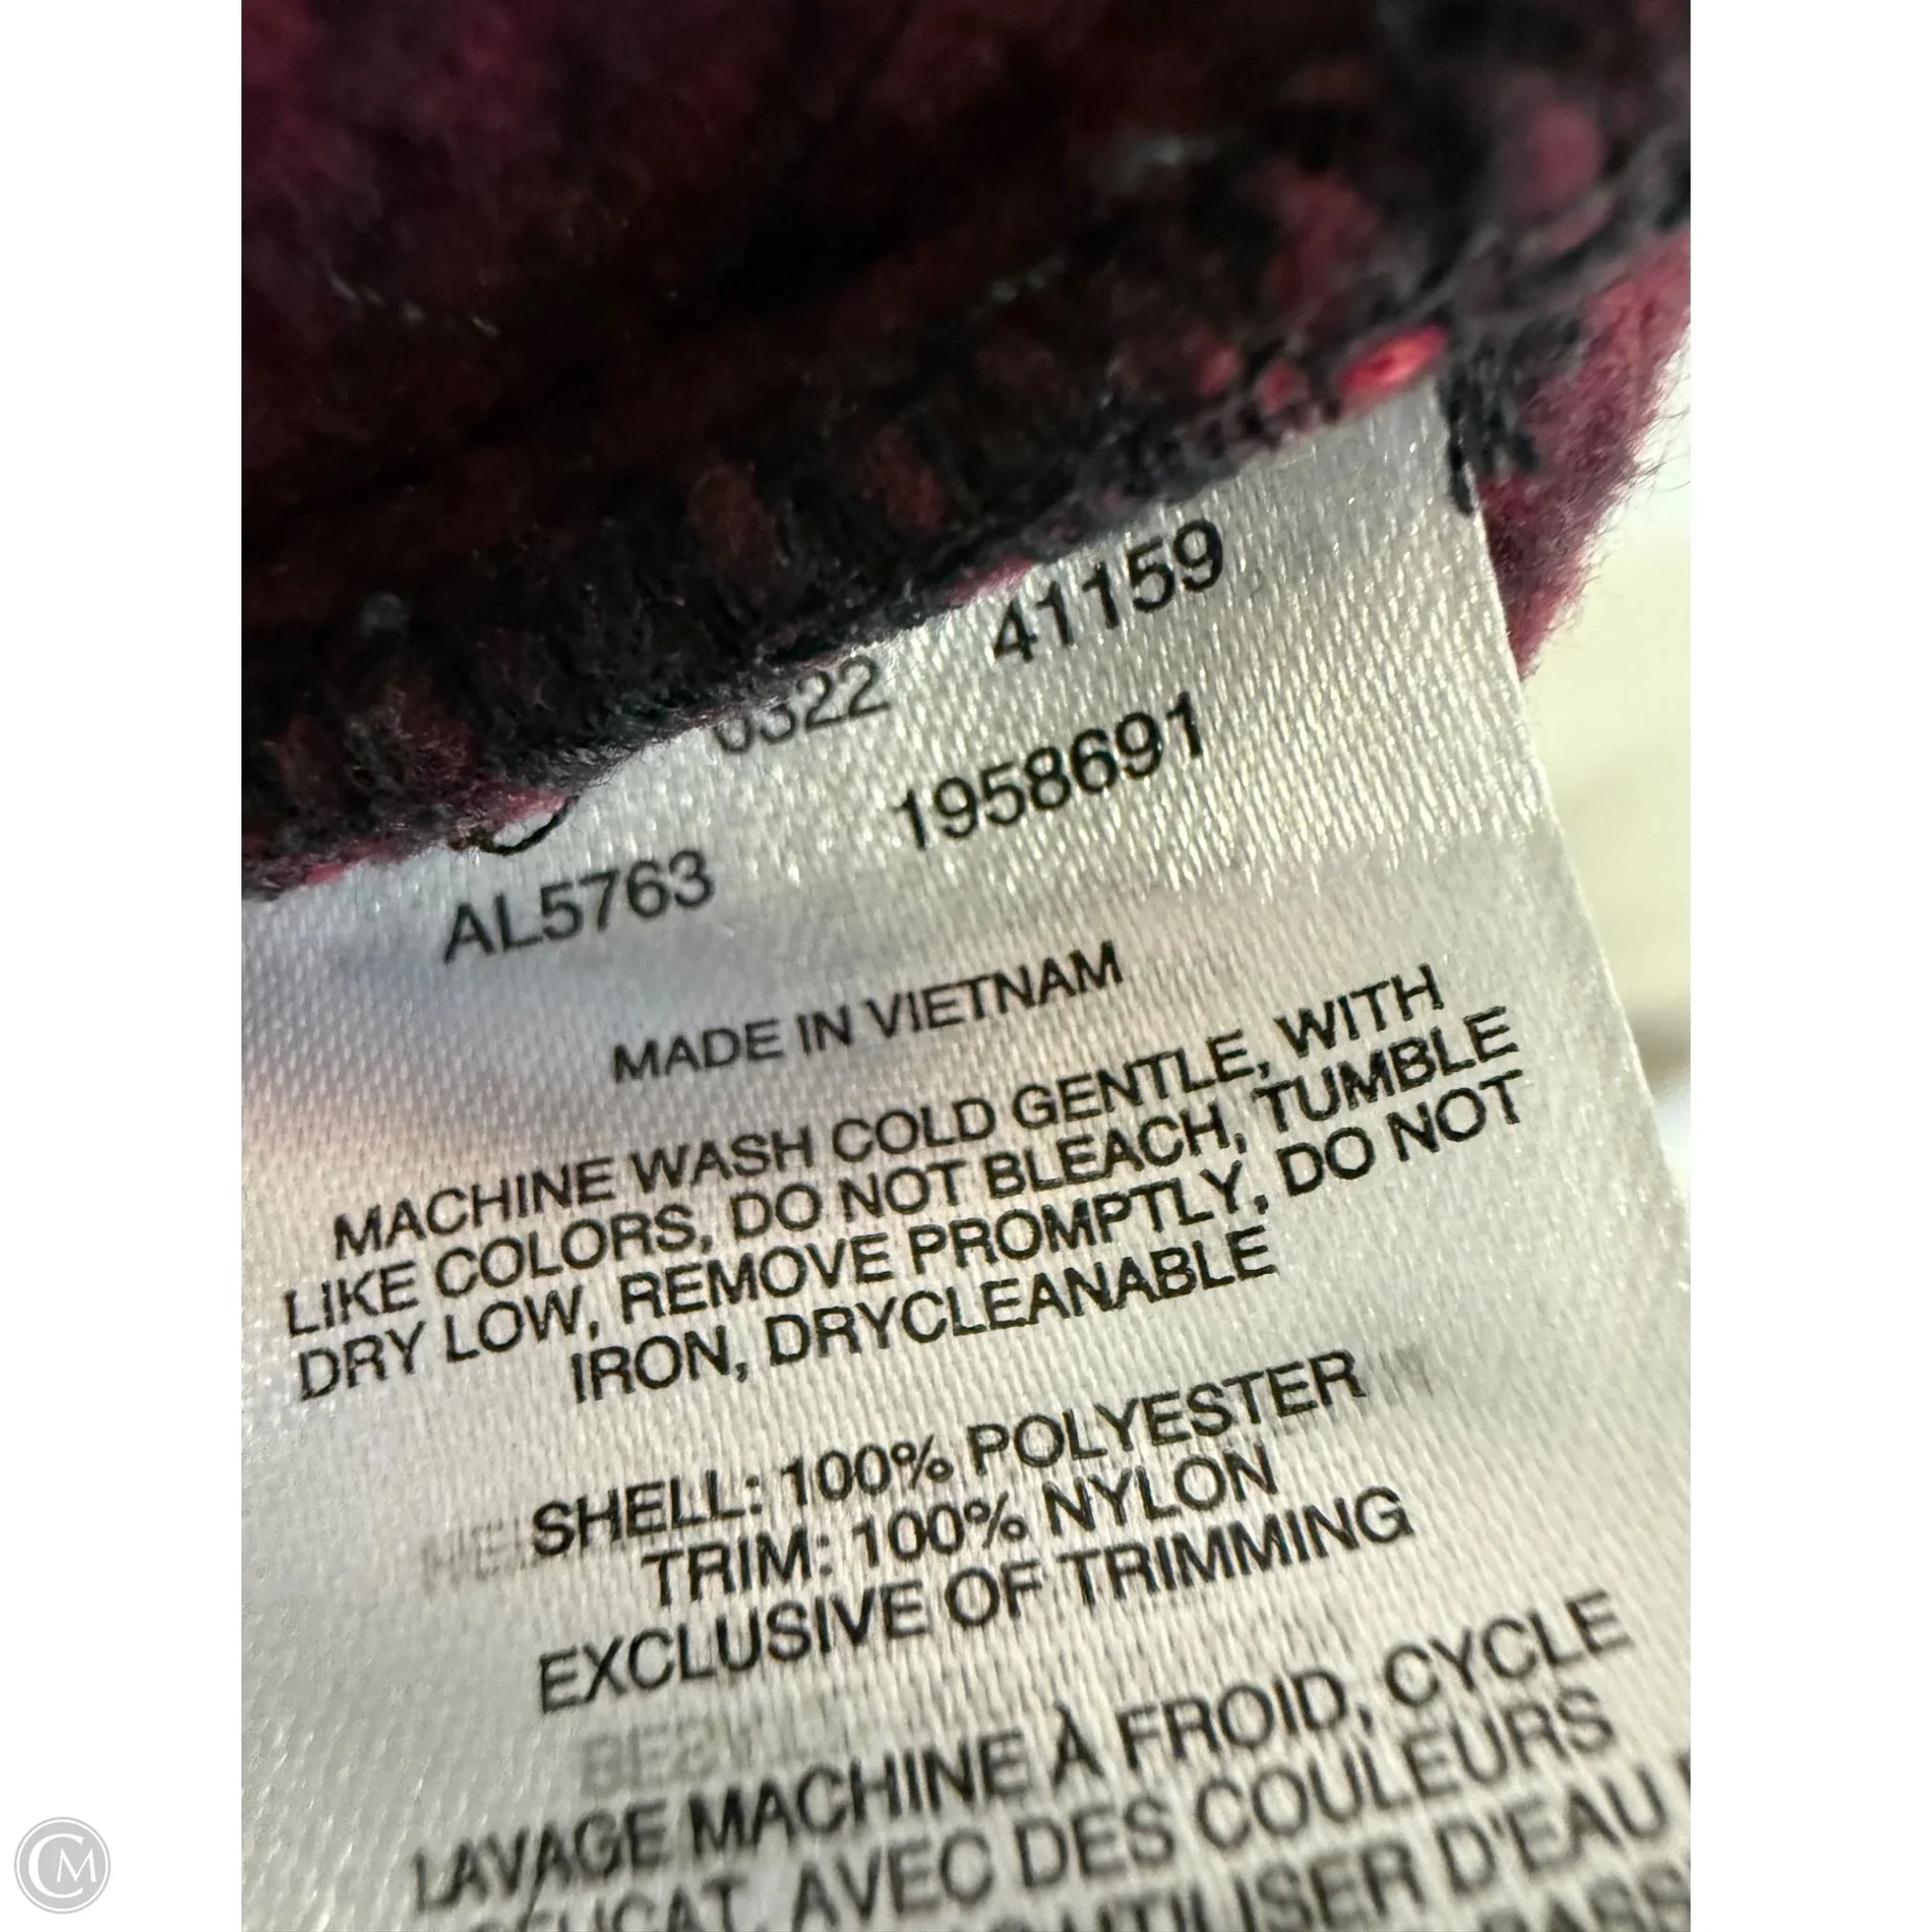 0322 41159
AL5763 1958691
MADE IN VIETNAM
MACHINE WASH COLD GENTLE, WITH
LIKE COLORS, DO NOT BLEACH, TUMBLE
DRY LOW, REMOVE PROMPTLY, DO NOT
IRON, DRYCLEANABLE
SHELL: 100% POLYESTER
TRIM: 100% NYLON
EXCLUSIVE OF TRIMMING
LAVAGE MACHINE À FROID, CYCLE
AVEC DES COULEURS
D'EAU
CM